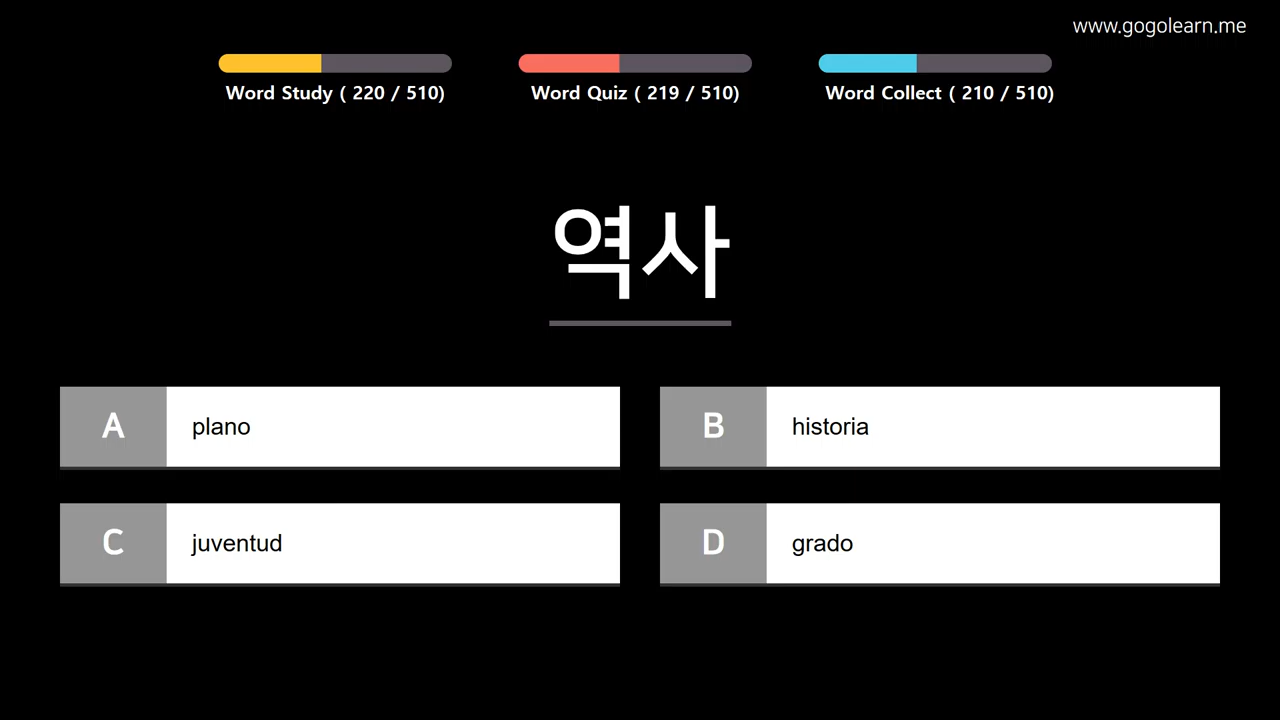 www.gogolearn.me
Word Study ( 220 / 510)
Word Quiz ( 219 / 510)
Word Collect ( 210 / 510)
역사
A plano
B historia
C juventud
D grado